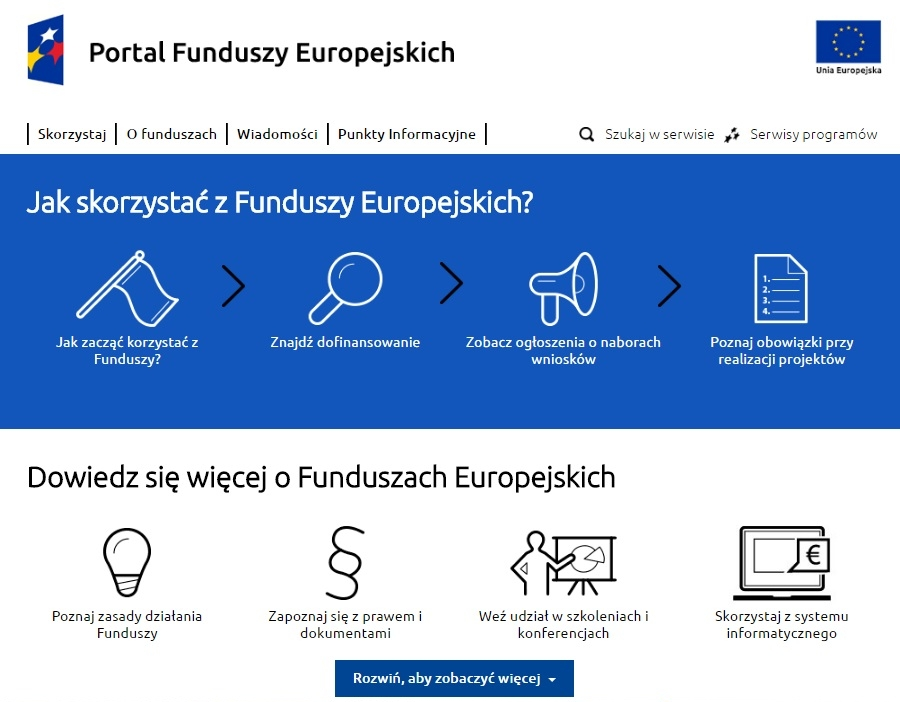 Portal Funduszy Europejskich
Unia Europejska
Skorzystaj
O funduszach
Wiadomości
Punkty Informacyjne
Szukaj w serwisie
Serwisy programów
Jak skorzystać z Funduszy Europejskich?
Jak zacząć korzystać z
Funduszy?
Znajdź dofinansowanie
Zobacz ogłoszenia o naborach
wniosków
1.
2.
3.
4.
Poznaj obowiązki przy
realizacji projektów
Dowiedz się więcej o Funduszach Europejskich
Poznaj zasady działania
Funduszy
§
Zapoznaj się z prawem i
dokumentami
Weź udział w szkoleniach i
konferencjach
€
Skorzystaj z systemu
informatycznego
Rozwiń, aby zobaczyć więcej